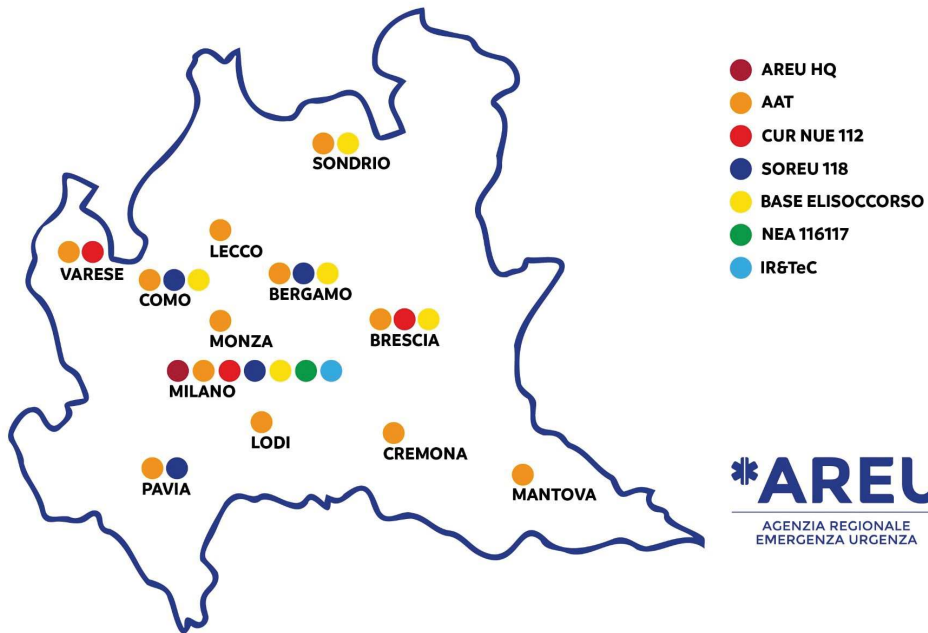 AREU HQ
AAT
CUR NUE 112
SOREU 118
BASE ELISOCCORSO
NEA 116117
IR&TeC
SONDRIO
LECCO
VARESE
COMO
BERGAMO
MONZA
BRESCIA
MILANO
LODI
CREMONA
PAVIA
MANTOVA
*AREU
AGENZIA REGIONALE
EMERGENZA URGENZA